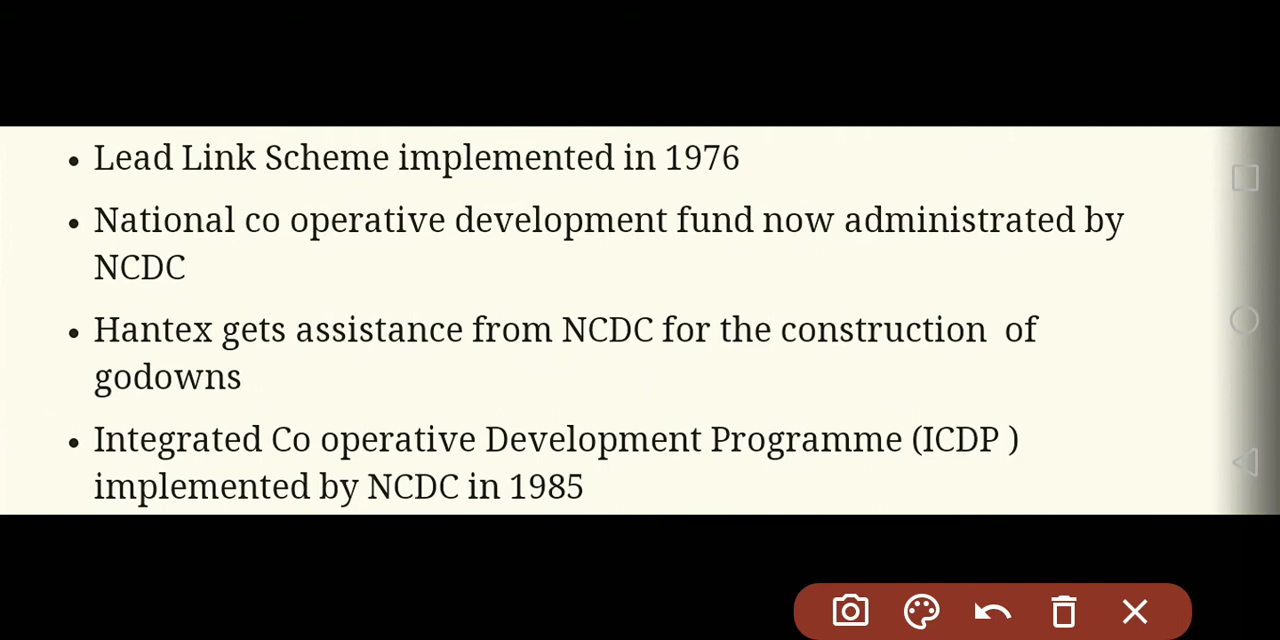 • Lead Link Scheme implemented in 1976
• National co operative development fund now administrated by
NCDC
• Hantex gets assistance from NCDC for the construction  of
godowns
• Integrated Co operative Development Programme (ICDP )
implemented by NCDC in 1985